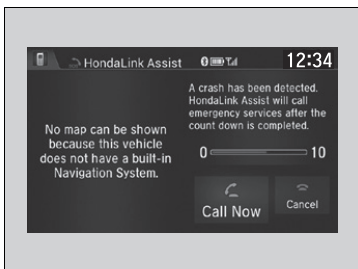 HondaLink Assist
12:34
No map can be shown
because this vehicle
does not have a built-in
Navigation System.
A crash has been detected.
HondaLink Assist will call
emergency services after the
count down is completed.
0 10
Call Now
Cancel